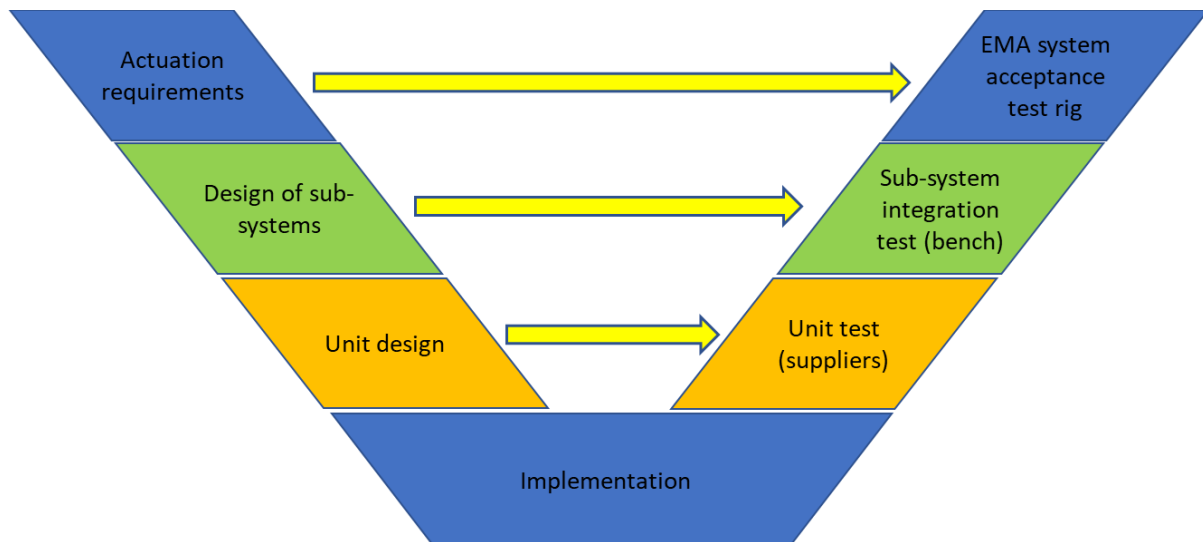 Actuation
requirements
EMA system
acceptance
test rig
Design of sub-
systems
Sub-system
integration
test (bench)
Unit design
Unit test
(suppliers)
Implementation